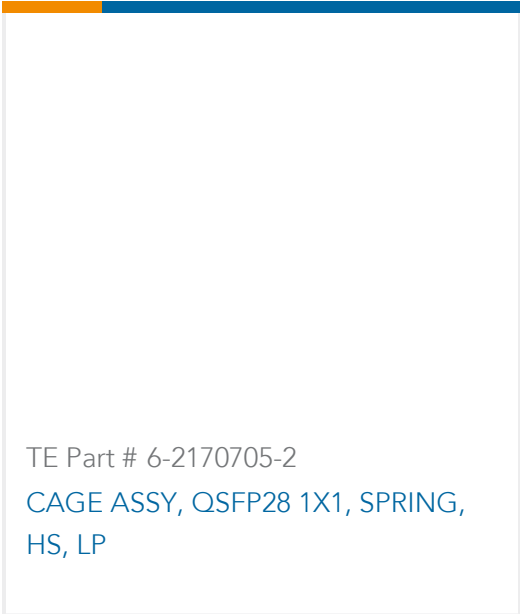 TE Part # 6-2170705-2
CAGE ASSY, QSFP28 1X1, SPRING,
HS, LP